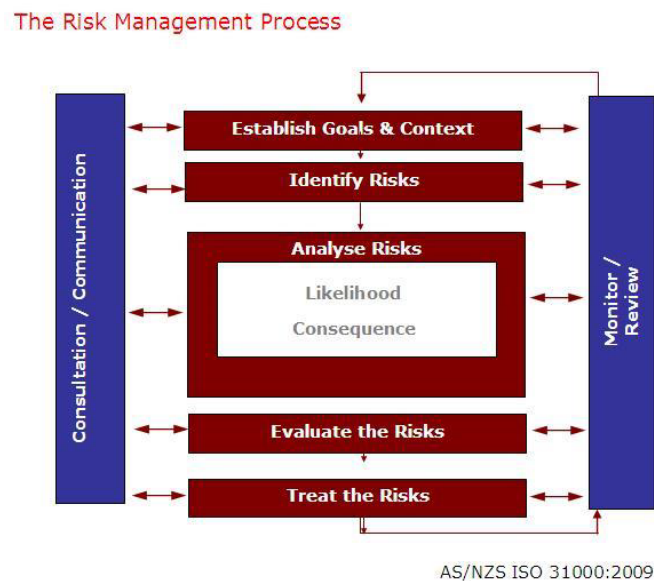 The Risk Management Process
Consultation / Communication
Establish Goals & Context
Identify Risks
Analyse Risks
Likelihood
Consequence
Evaluate the Risks
Treat the Risks
Monitor /
Review
AS/NZS ISO 31000:2009